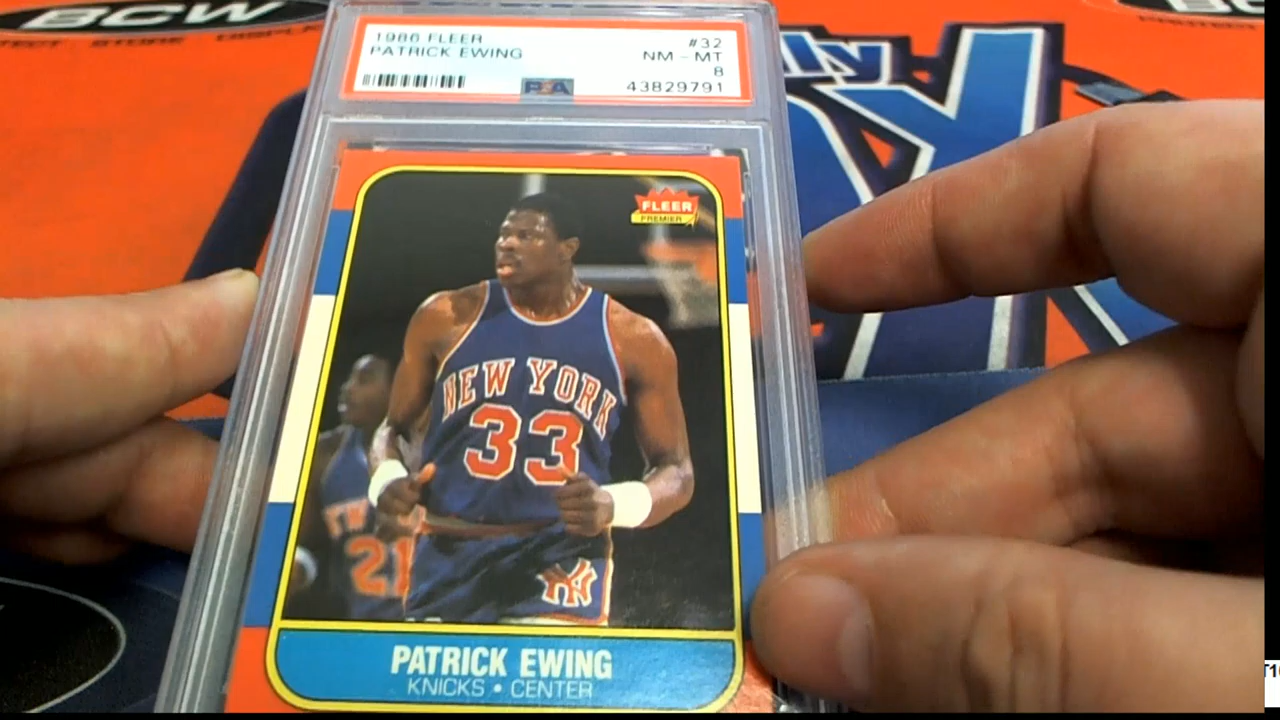 BCW
1986 FLEER
PATRICK EWING
#32
NM - MT
8
43829791
PSA
FLEER
PREMIER
NEW YORK
33
21
NY
PATRICK EWING
KNICKS • CENTER